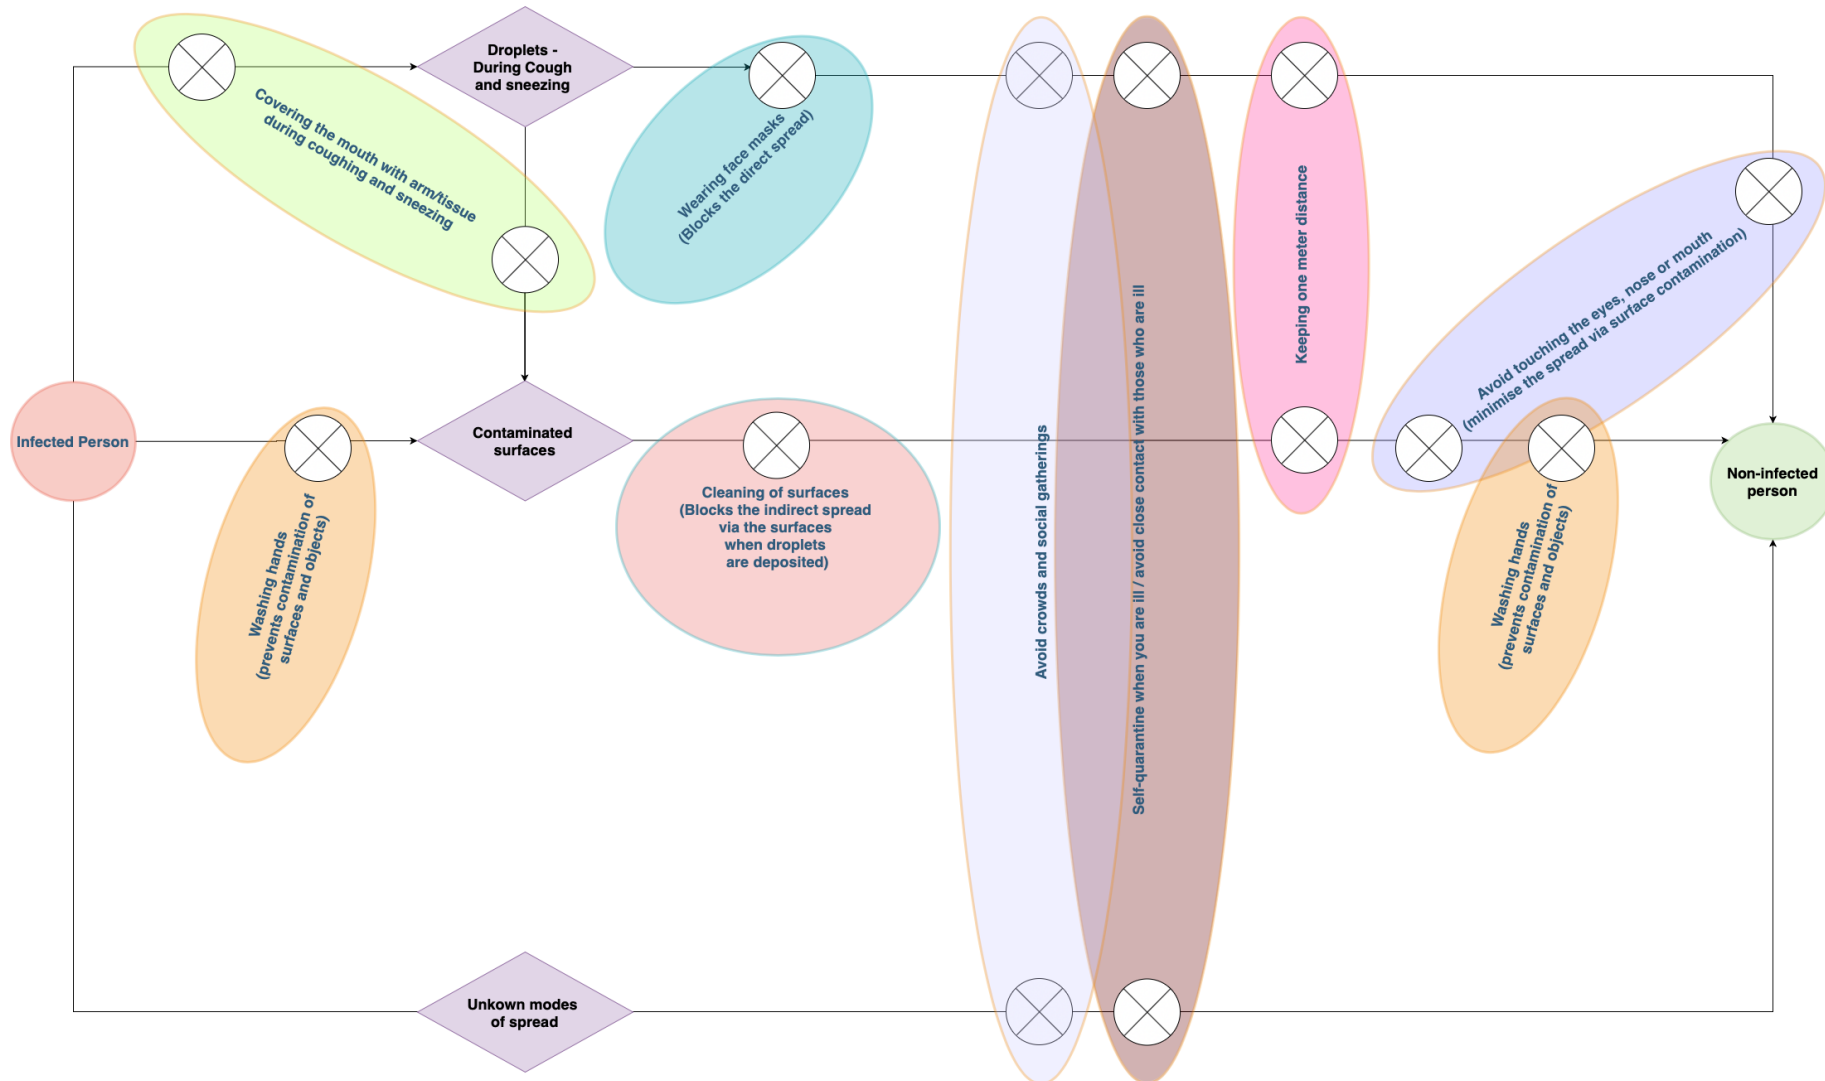 Droplets -
During Cough
and sneezing
Covering the mouth with arm/tissue
during coughing and sneezing
Wearing face masks
(Blocks the direct spread)
Keeping one meter distance
Avoid touching the eyes, nose or mouth
(minimise the spread via surface contamination)
Infected Person
Contaminated
surfaces
Cleaning of surfaces
(Blocks the indirect spread
via the surfaces
when droplets
are deposited)
Avoid crowds and social gatherings
Self-quarantine when you are ill / avoid close contact with those who are ill
Non-infected
person
Washing hands
(prevents contamination of
surfaces and objects)
Washing hands
(prevents contamination of
surfaces and objects)
Unkown modes
of spread